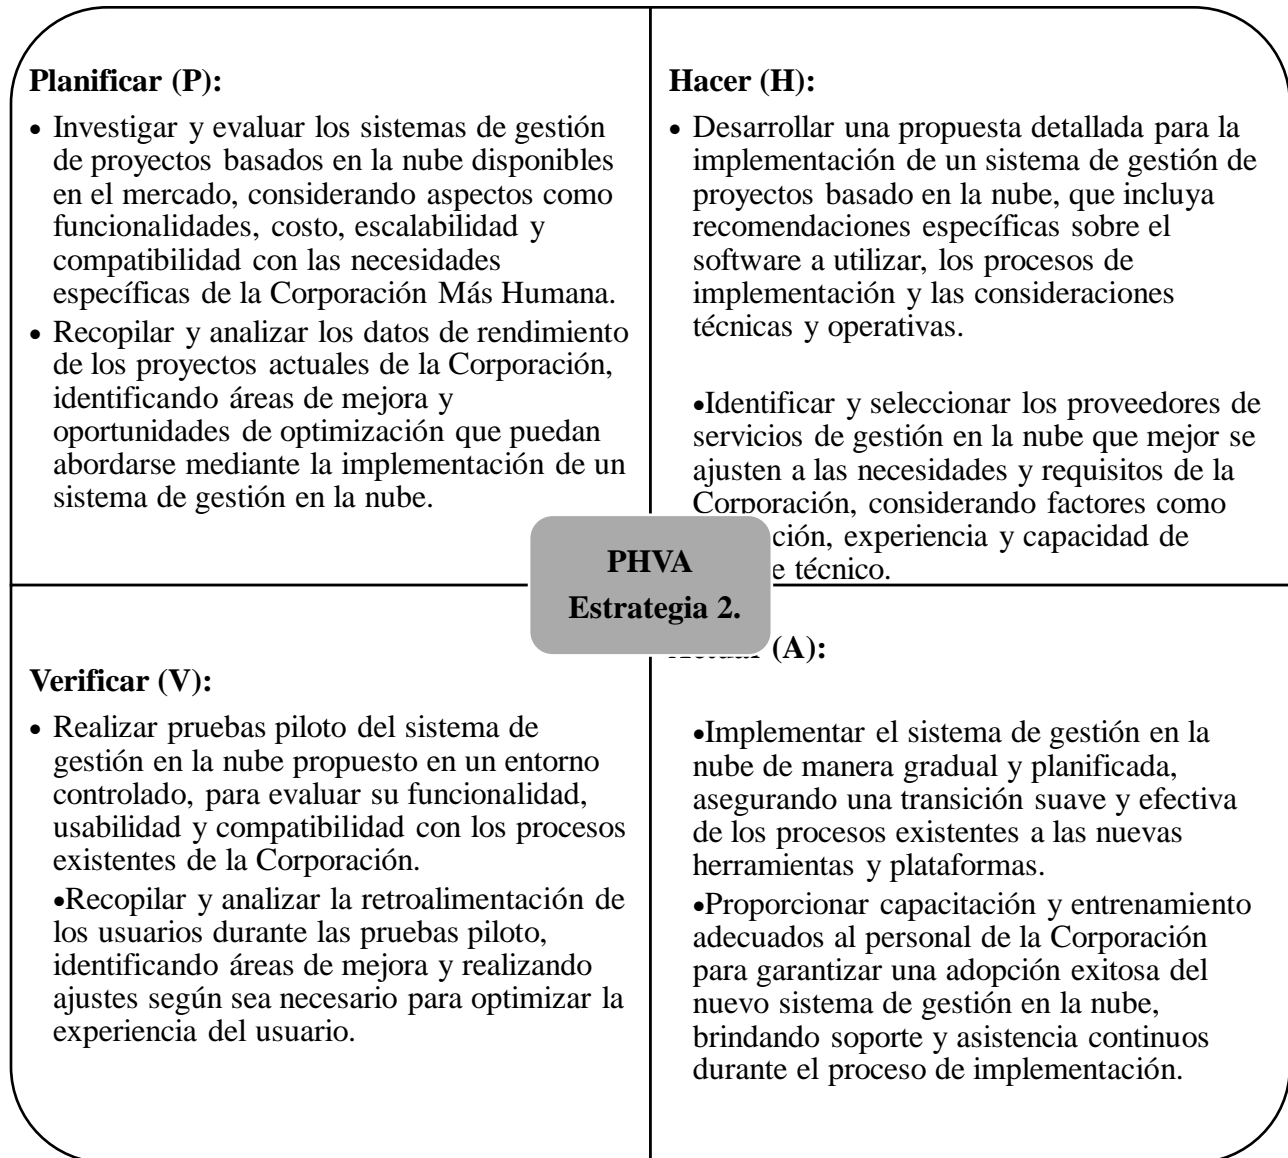 Planificar (P):
• Investigar y evaluar los sistemas de gestión
de proyectos basados en la nube disponibles
en el mercado, considerando aspectos como
funcionalidades, costo, escalabilidad y
compatibilidad con las necesidades
específicas de la Corporación Más Humana.
• Recopilar y analizar los datos de rendimiento
de los proyectos actuales de la Corporación,
identificando áreas de mejora y
oportunidades de optimización que puedan
abordarse mediante la implementación de un
sistema de gestión en la nube.
Hacer (H):
• Desarrollar una propuesta detallada para la
implementación de un sistema de gestión de
proyectos basado en la nube, que incluya
recomendaciones específicas sobre el
software a utilizar, los procesos de
implementación y las consideraciones
técnicas y operativas.
•Identificar y seleccionar los proveedores de
servicios de gestión en la nube que mejor se
ajusten a las necesidades y requisitos de la
Corporación, considerando factores como
ción, experiencia y capacidad de
e técnico.
PHVA
Estrategia 2.
Verificar (V):
• Realizar pruebas piloto del sistema de
gestión en la nube propuesto en un entorno
controlado, para evaluar su funcionalidad,
usabilidad y compatibilidad con los procesos
existentes de la Corporación.
•Recopilar y analizar la retroalimentación de
los usuarios durante las pruebas piloto,
identificando áreas de mejora y realizando
ajustes según sea necesario para optimizar la
experiencia del usuario.
(A):
•Implementar el sistema de gestión en la
nube de manera gradual y planificada,
asegurando una transición suave y efectiva
de los procesos existentes a las nuevas
herramientas y plataformas.
•Proporcionar capacitación y entrenamiento
adecuados al personal de la Corporación
para garantizar una adopción exitosa del
nuevo sistema de gestión en la nube,
brindando soporte y asistencia continuos
durante el proceso de implementación.